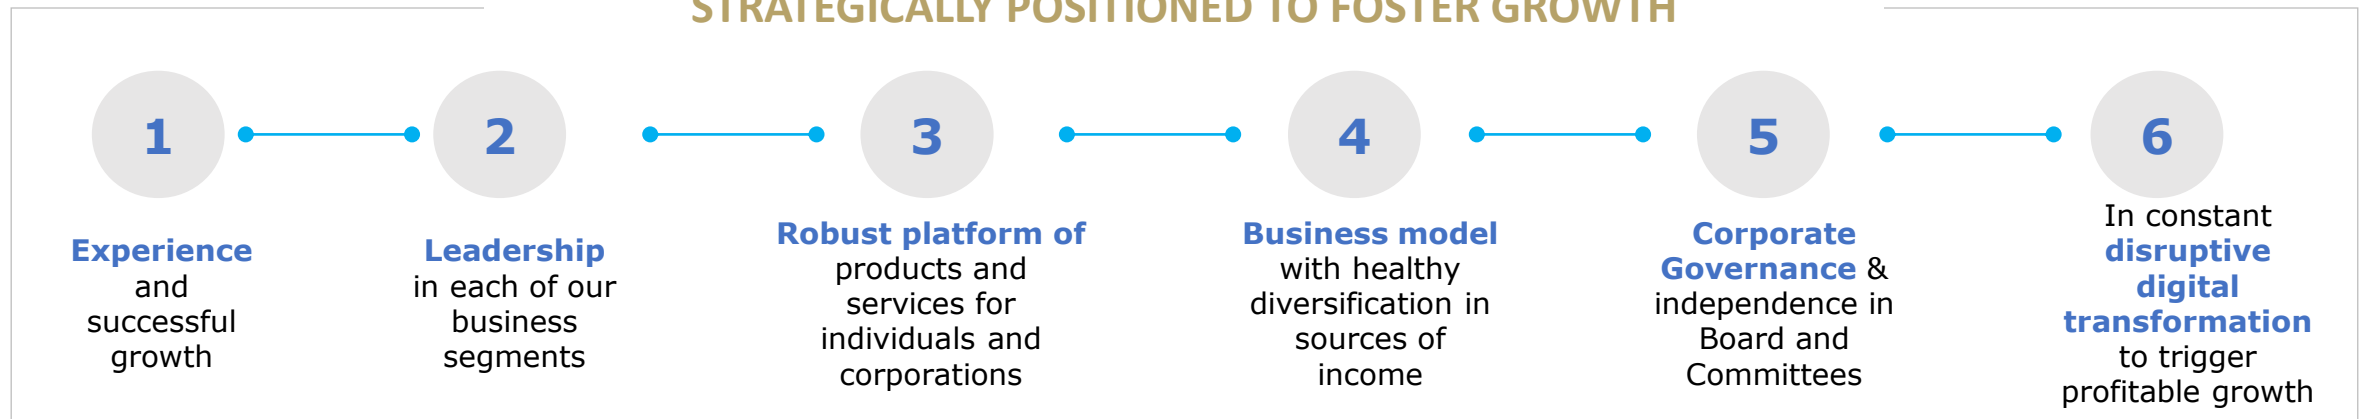 STRATEGICALLY POSITIONED TO FOSTER GROWTH
1
2
3
4
5
6
Experience
and
successful
growth
Leadership
in each of our
business
segments
Robust platform of
products and
services for
individuals and
corporations
Business model
with healthy
diversification in
sources of
income
Corporate
Governance &
independence in
Board and
Committees
In constant
disruptive
digital
transformation
to trigger
profitable growth